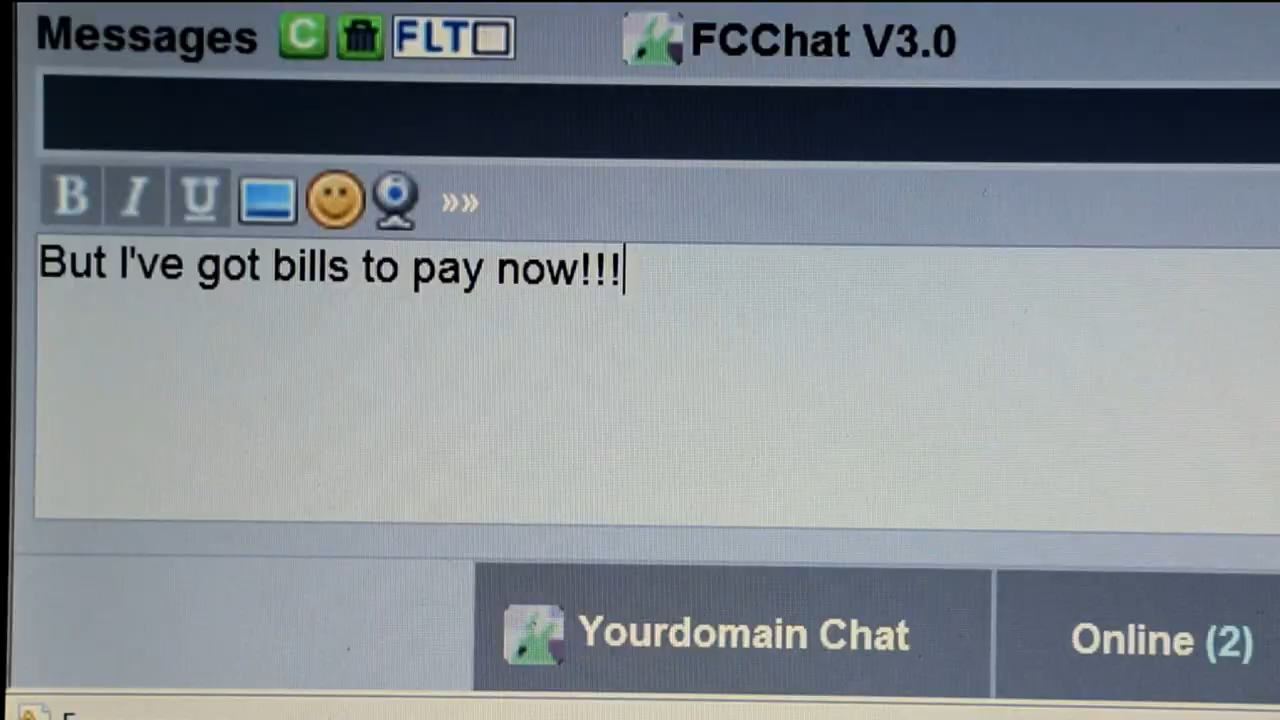 Messages C FLT FCChat V3.0
B I U »»
But I've got bills to pay now!!!
Yourdomain Chat Online (2)